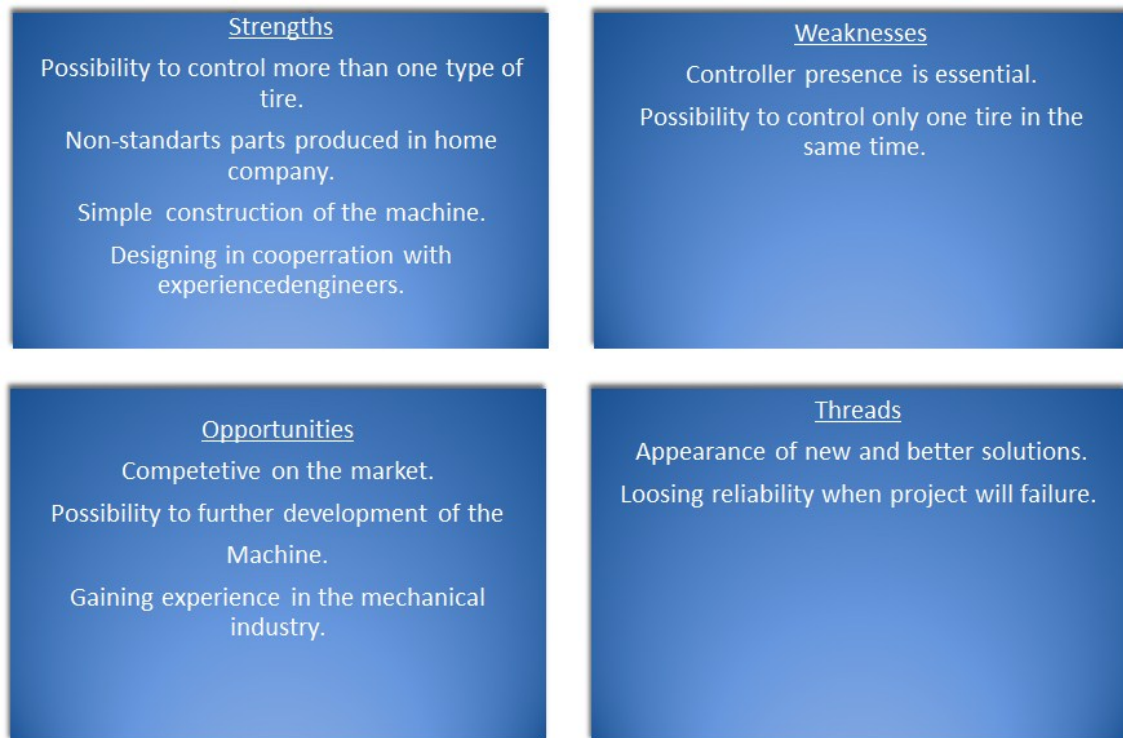 Strengths
Possibility to control more than one type of
tire.
Non-standarts parts produced in home
company.
Simple construction of the machine.
Designing in cooperration with
experiencedengineers.
Weaknesses
Controller presence is essential.
Possibility to control only one tire in the
same time.
Opportunities
Competetive on the market.
Possibility to further development of the
Machine.
Gaining experience in the mechanical
industry.
Threads
Appearance of new and better solutions.
Loosing reliability when project will failure.